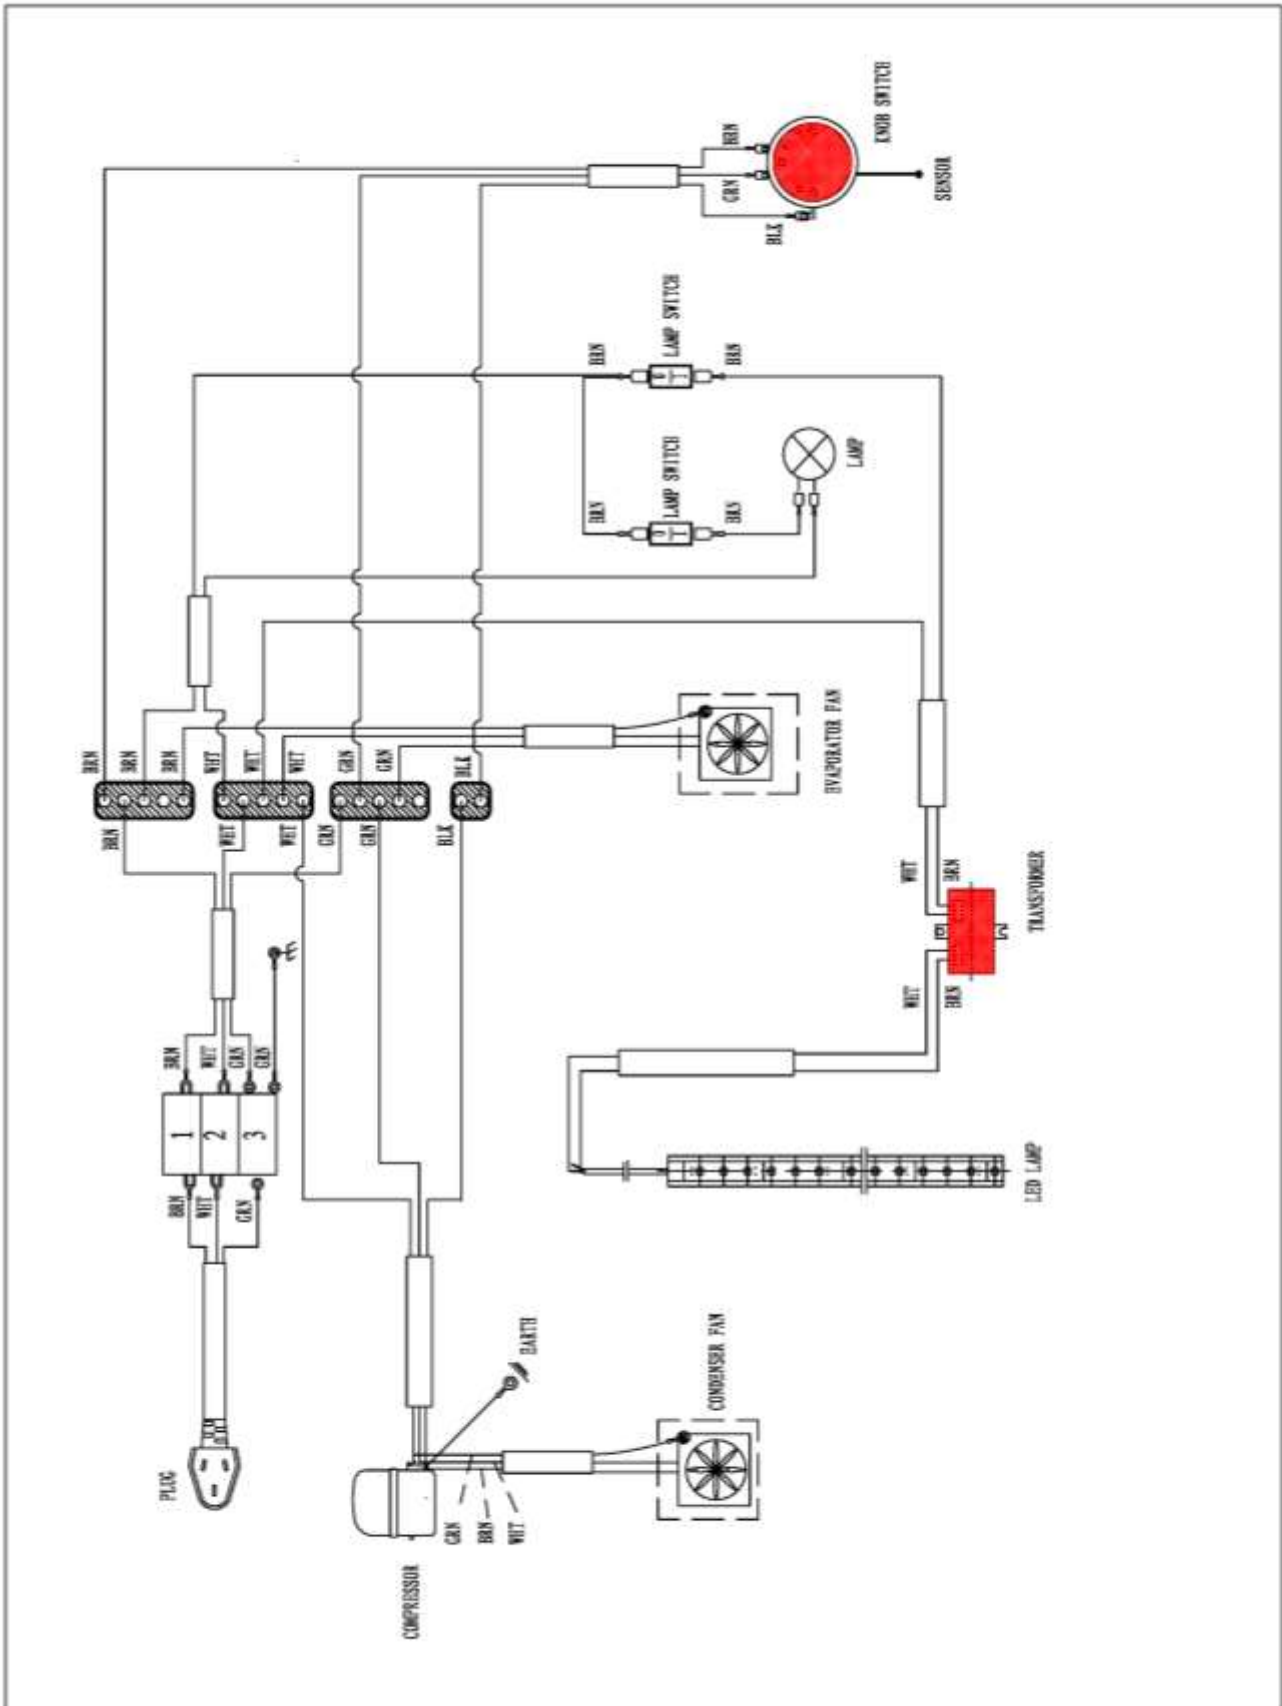 PLUG
BRN
WHT
GRN
1
2
3
BRN
WHT
GRN
GRN
BRN
WHT
WHT
GRN
GRN
BLK
BRN
BRN
BRN
WHT
WHT
WHT
GRN
GRN
BLK
COMPRESSOR
GRN
BRN
WHT
EARTH
CONDENSER FAN
LED LAMP
WHT
BRN
TRANSFORMER
WHT
BRN
EVAPORATOR FAN
BRN
LAMP SWITCH
BRN
LAMP
BRN
LAMP SWITCH
BRN
BRN
GRN
BLK
KNOB SWITCH
SENSOR